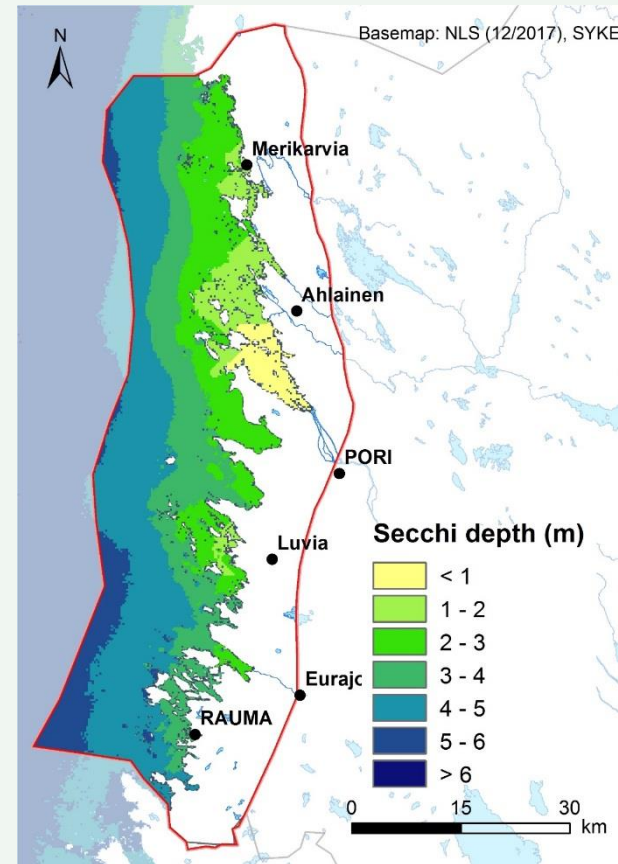 N
Basemap: NLS (12/2017), SYKE
Merikarvia
Ahlainen
PORI
Luvia
Eurajo
RAUMA
Secchi depth (m)
< 1
1 - 2
2 - 3
3 - 4
4 - 5
5 - 6
> 6
0 15 30
km